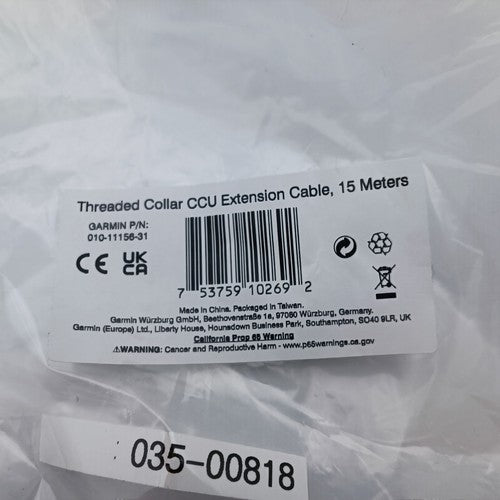 Threaded Collar CCU Extension Cable, 15 Meters
GARMIN P/N:
010-11156-31
CE UK CA
7 53759 10269 2
Made in China. Packaged in Taiwan.
Garmin Würzburg GmbH, Beethovenstraße 1a, 97080 Würzburg, Germany.
Garmin (Europe) Ltd., Liberty House, Hounsdown Business Park, Southampton, SO40 9LR, UK
California Prop 65 Warning
WARNING: Cancer and Reproductive Harm - www.p65warnings.ca.gov
035-00818